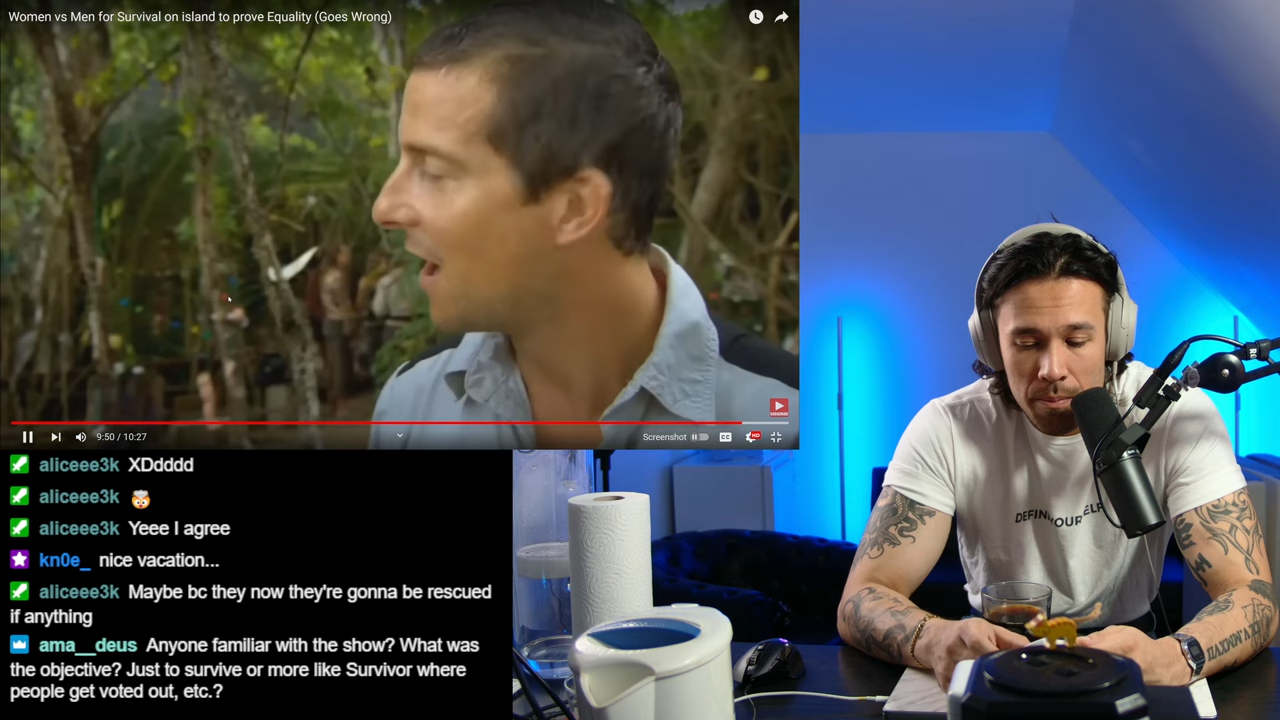 Women vs Men for Survival on island to prove Equality (Goes Wrong)
9:50 / 10:27
Screenshot
CC
HD
aliceee3k XDdddd
aliceee3k
aliceee3k Yeee I agree
kn0e_ nice vacation...
aliceee3k Maybe bc they now they're gonna be rescued
if anything
ama__deus Anyone familiar with the show? What was
the objective? Just to survive or more like Survivor where
people get voted out, etc.?